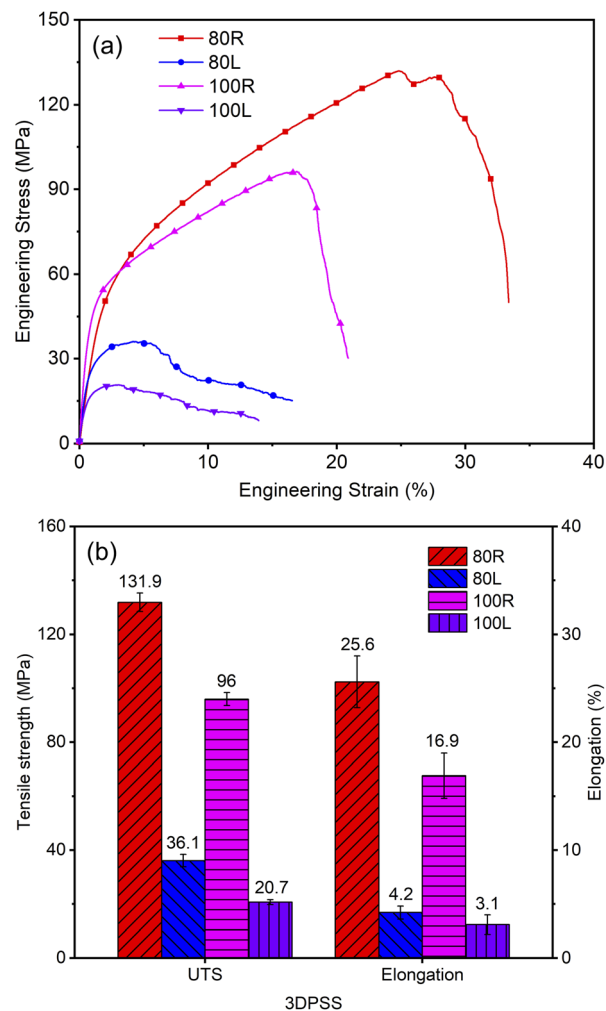 (a)
80R
80L
100R
100L
150
120
90
60
30
0
Engineering Stress (MPa)
0 10 20 30 40
Engineering Strain (%)
(b)
80R
80L
100R
100L
160
120
80
40
0
Tensile strength (MPa)
40
30
20
10
0
Elongation (%)
131.9
36.1
96
20.7
25.6
4.2
16.9
3.1
UTS Elongation
3DPSS